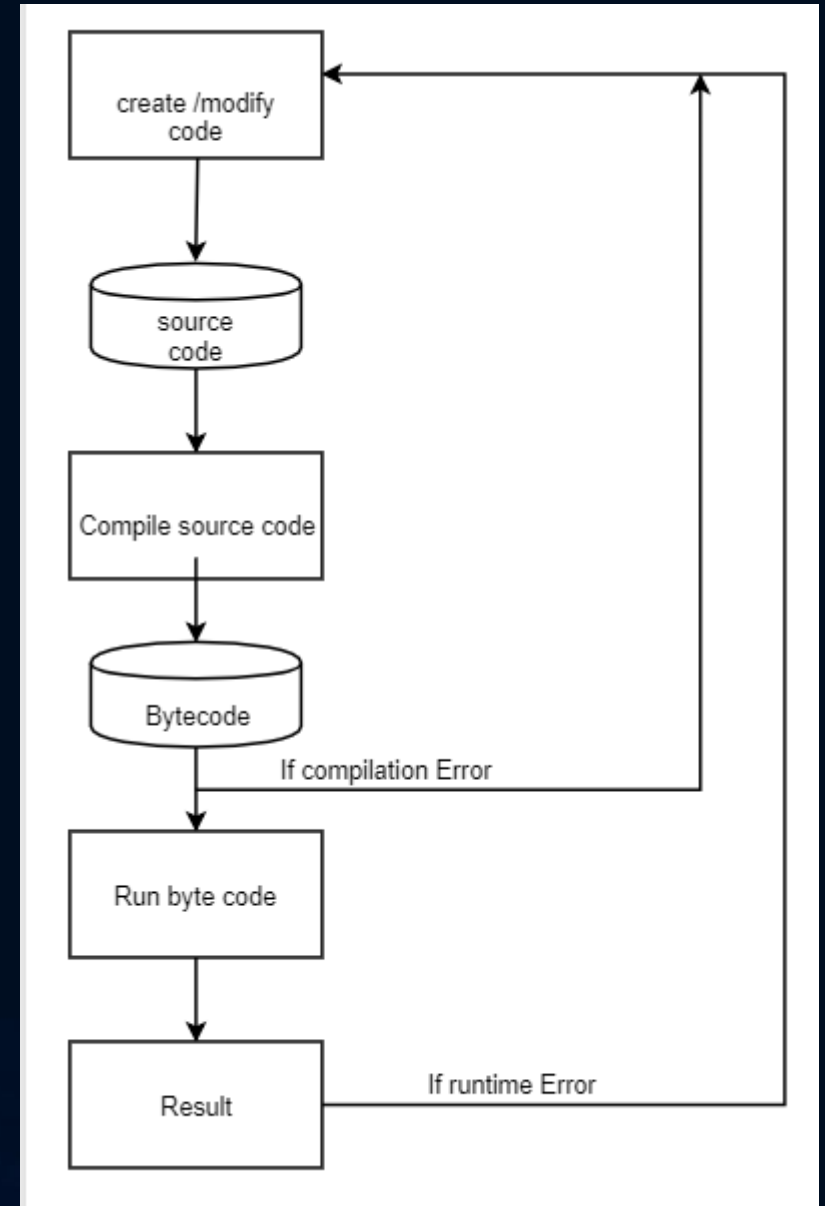 create /modify
code
source
code
Compile source code
Bytecode
If compilation Error
Run byte code
If runtime Error
Result